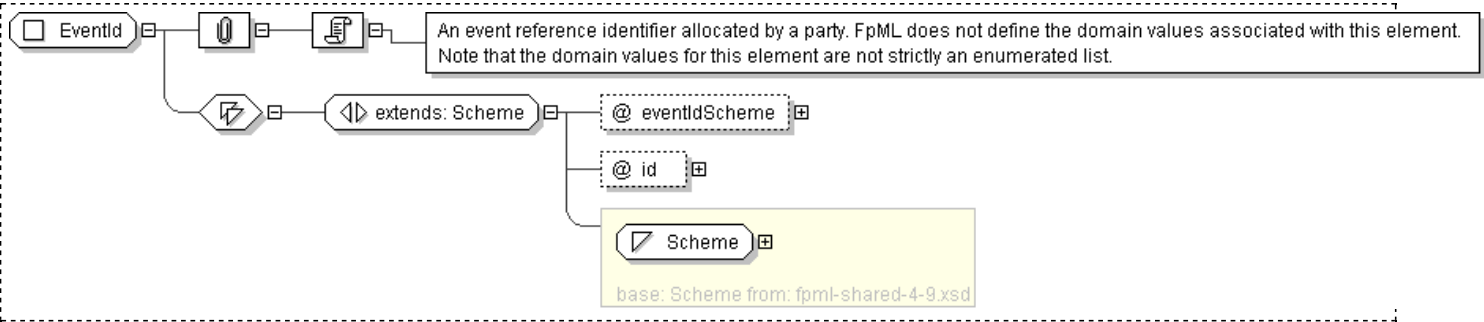 EventId
An event reference identifier allocated by a party. FpML does not define the domain values associated with this element.
Note that the domain values for this element are not strictly an enumerated list.
extends: Scheme
@ eventIdScheme
@ id
Scheme
base: Scheme from: fpml-shared-4-9.xsd